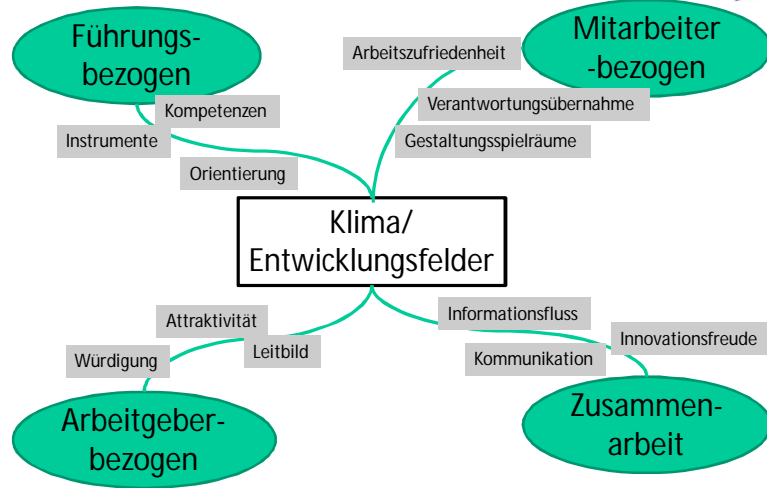 Führungs-
bezogen
Kompetenzen
Instrumente
Orientierung
Mitarbeiter
-bezogen
Arbeitszufriedenheit
Verantwortungsübernahme
Gestaltungsspielräume
Klima/
Entwicklungsfelder
Attraktivität
Leitbild
Würdigung
Arbeitgeber-
bezogen
Informationsfluss
Innovationsfreude
Kommunikation
Zusammen-
arbeit